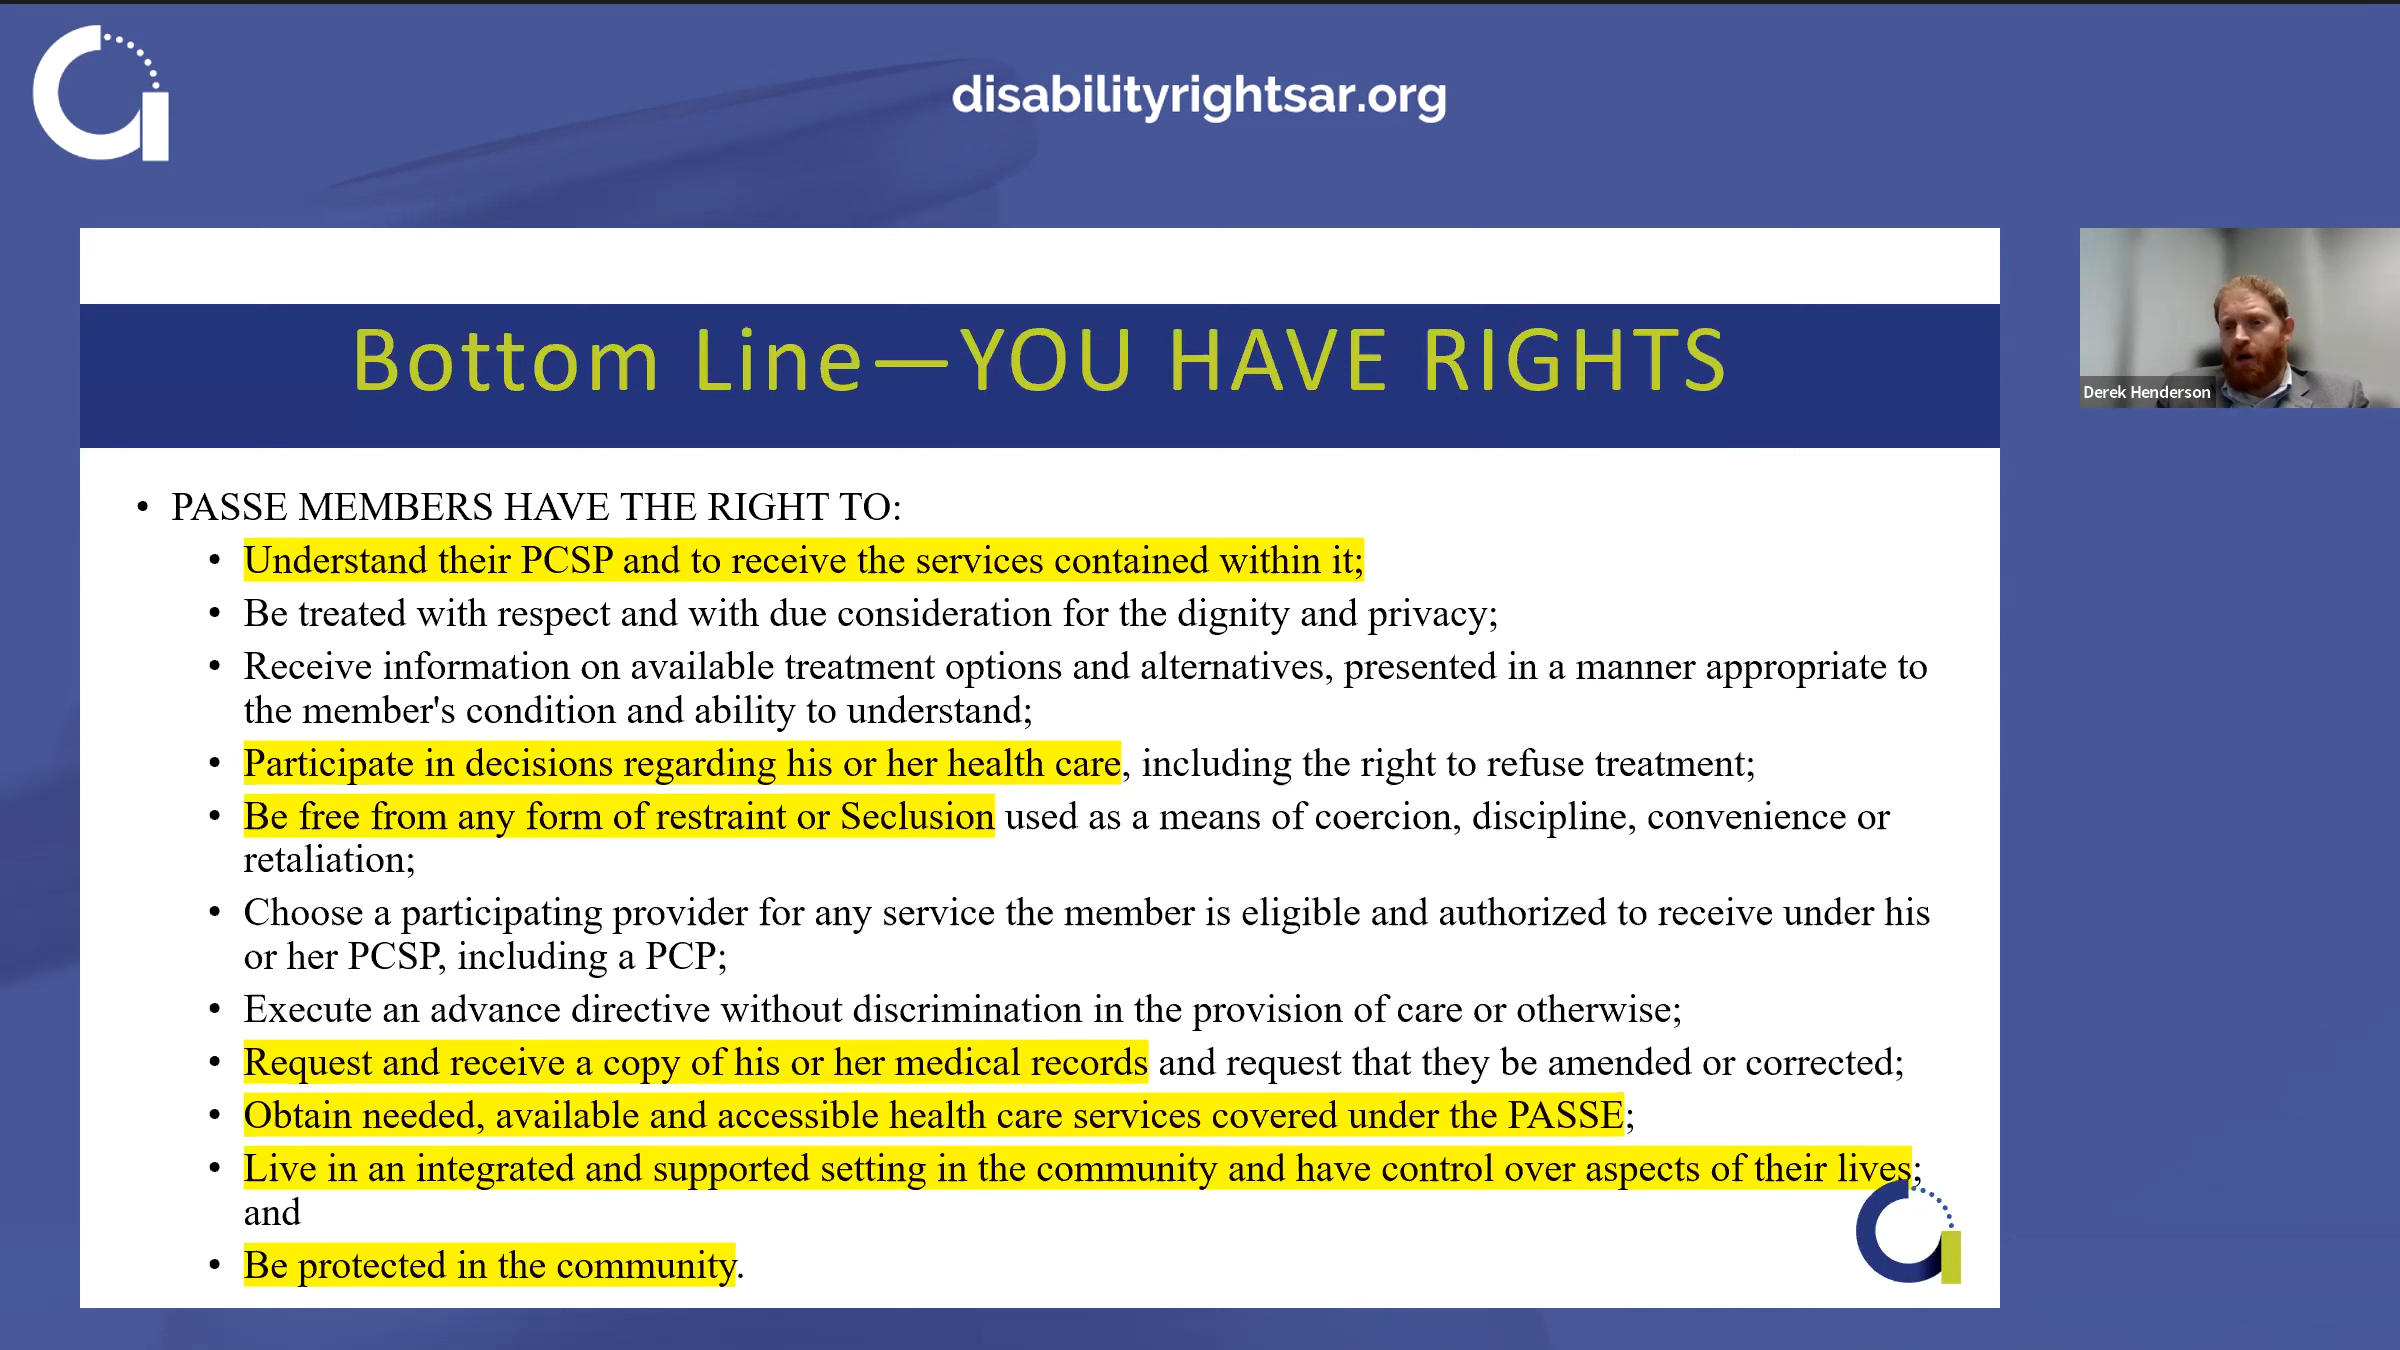 disabilityrightsar.org
Bottom Line—YOU HAVE RIGHTS
Derek Henderson
• PASSE MEMBERS HAVE THE RIGHT TO:
• Understand their PCSP and to receive the services contained within it;
• Be treated with respect and with due consideration for the dignity and privacy;
• Receive information on available treatment options and alternatives, presented in a manner appropriate to
the member's condition and ability to understand;
• Participate in decisions regarding his or her health care, including the right to refuse treatment;
• Be free from any form of restraint or Seclusion used as a means of coercion, discipline, convenience or
retaliation;
• Choose a participating provider for any service the member is eligible and authorized to receive under his
or her PCSP, including a PCP;
• Execute an advance directive without discrimination in the provision of care or otherwise;
• Request and receive a copy of his or her medical records and request that they be amended or corrected;
• Obtain needed, available and accessible health care services covered under the PASSE;
• Live in an integrated and supported setting in the community and have control over aspects of their lives;
and
• Be protected in the community.